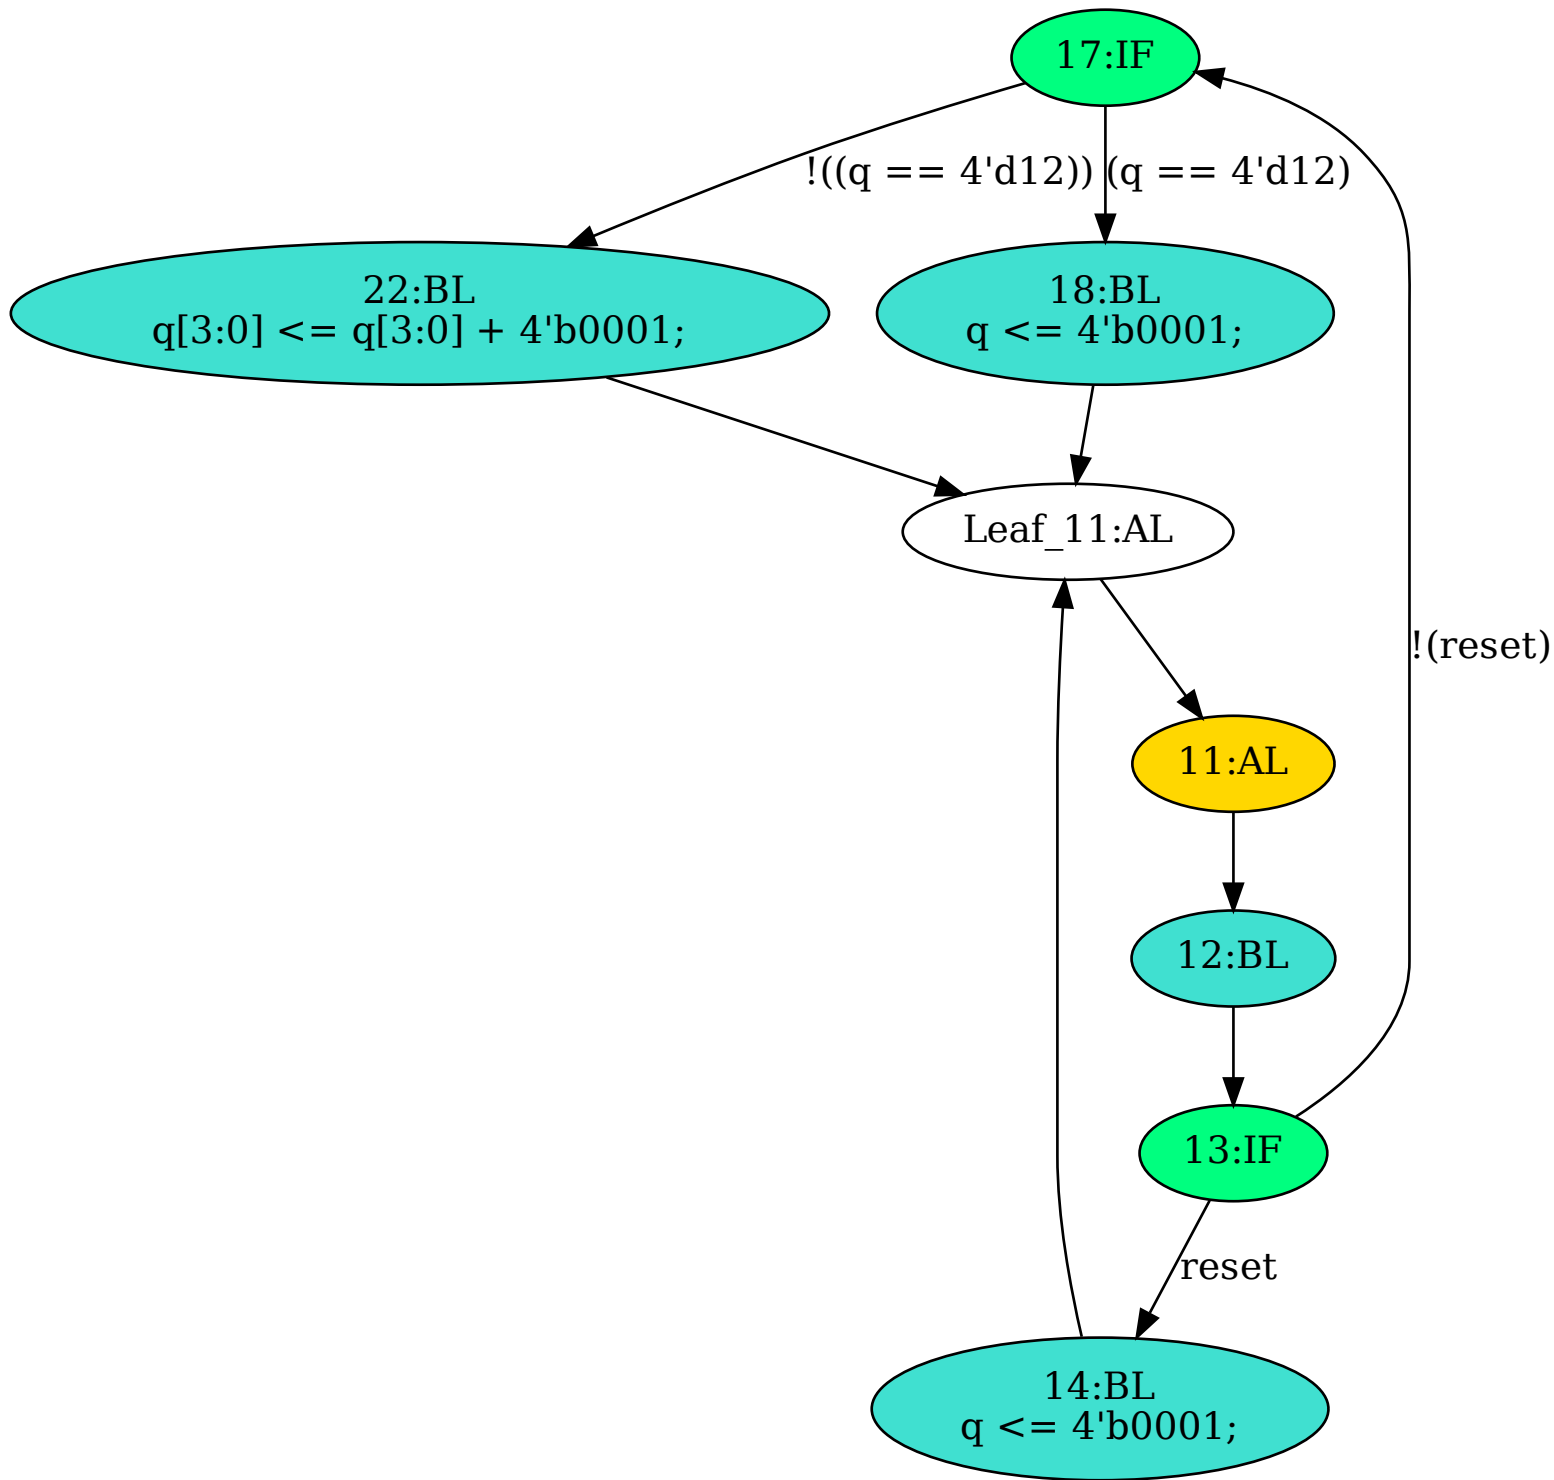 17:IF
!((q == 4'd12))
(q == 4'd12)
22:BL
q[3:0] <= q[3:0] + 4'b0001;
18:BL
q <= 4'b0001;
Leaf_11:AL
!(reset)
11:AL
12:BL
13:IF
reset
14:BL
q <= 4'b0001;